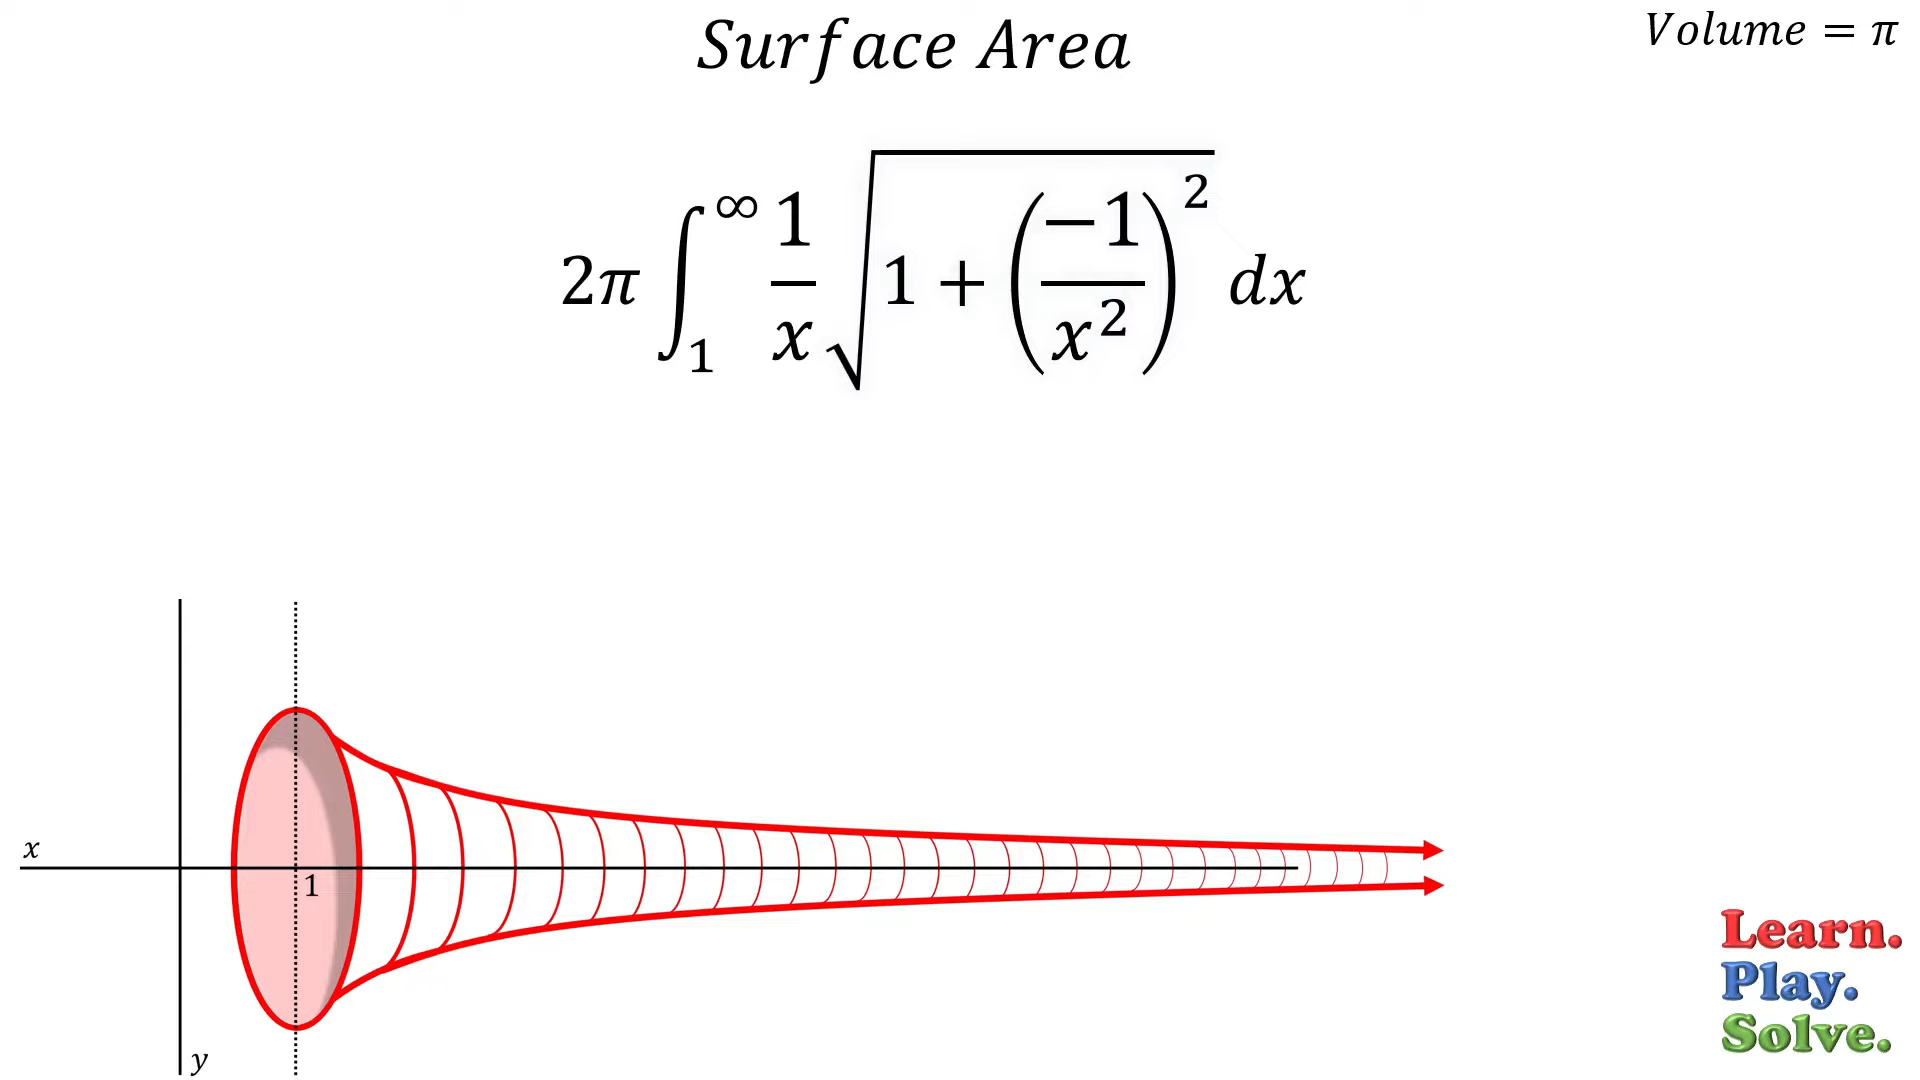 Surface Area
Volume = π
2π ∫₁^∞ 1/x √(1 + (−1/x²)²) dx
x
1
y
Learn.
Play.
Solve.